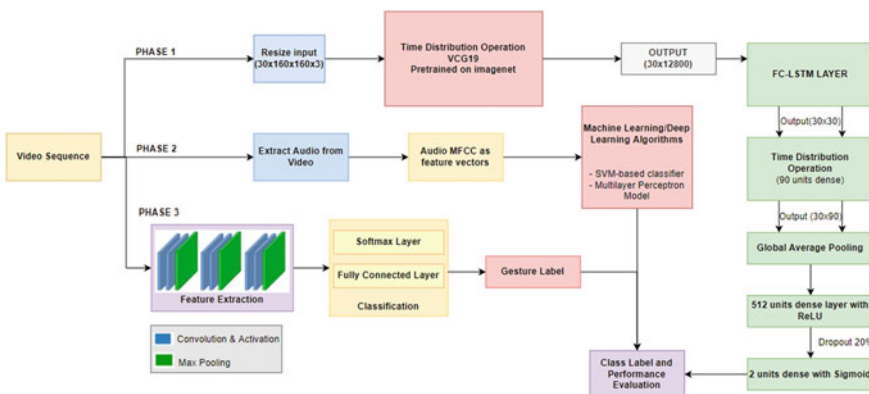 PHASE 1
Resize input
(30x160x160x3)
Time Distribution Operation
VCG19
Pretrained on imagenet
OUTPUT
(30x12800)
FC-LSTM LAYER
Output(30x30)
Video Sequence
PHASE 2
Extract Audio from
Video
Audio MFCC as
feature vectors
Machine Learning/Deep
Learning Algorithms
- SVM-based classifier
- Multilayer Perceptron
Model
Time Distribution
Operation
(90 units dense)
Output (30x90)
PHASE 3
Feature Extraction
Softmax Layer
Fully Connected Layer
Classification
Gesture Label
Global Average Pooling
512 units dense layer with
ReLU
Dropout 20%
Convolution & Activation
Max Pooling
Class Label and
Performance
Evaluation
2 units dense with Sigmoid